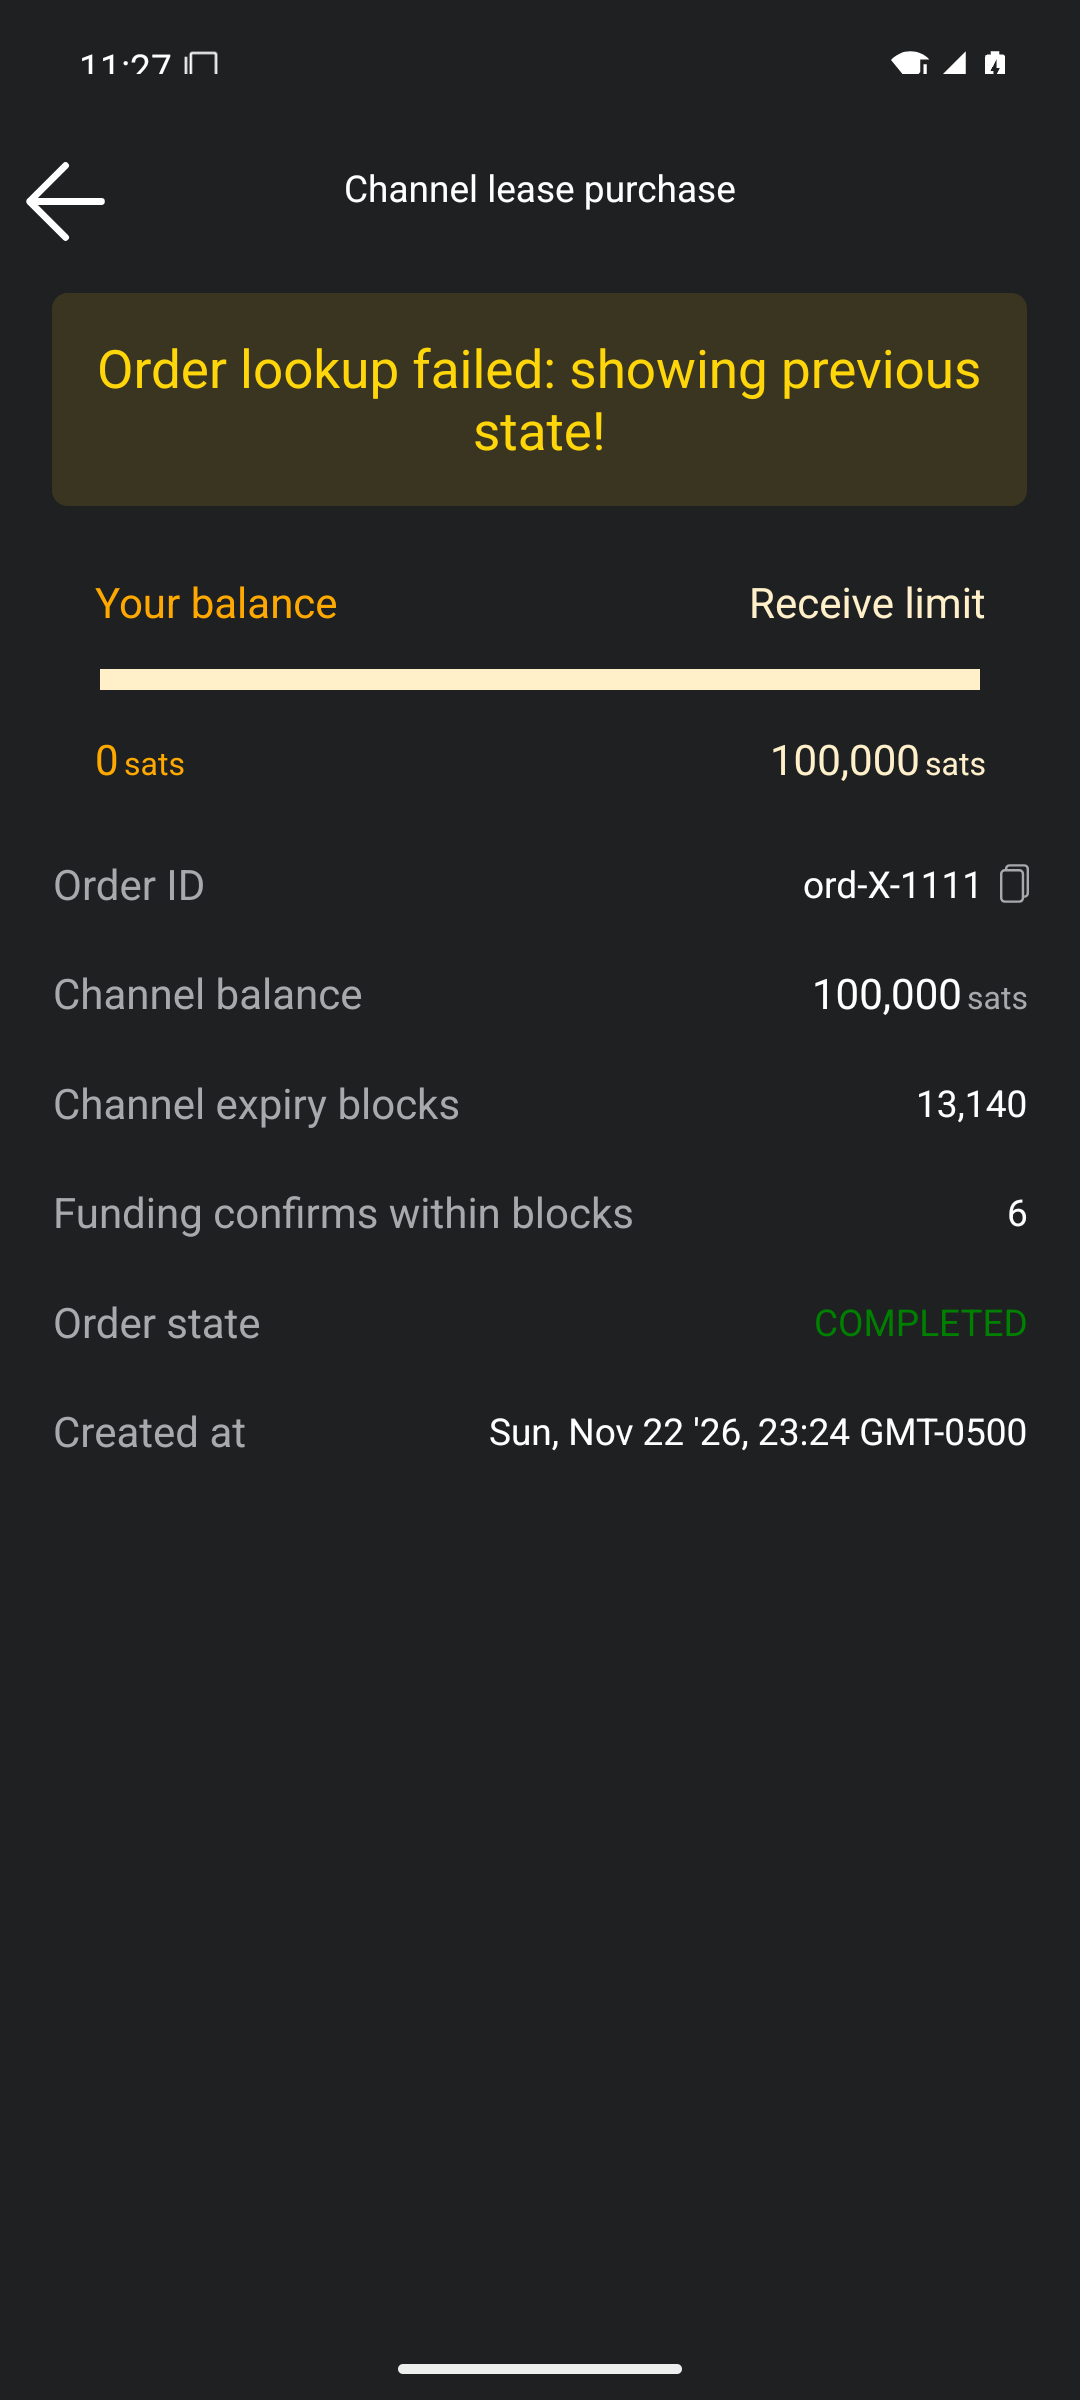 11:27
Channel lease purchase
Order lookup failed: showing previous
state!
Your balance Receive limit
0 sats 100,000 sats
Order ID ord-X-1111
Channel balance 100,000 sats
Channel expiry blocks 13,140
Funding confirms within blocks 6
Order state COMPLETED
Created at Sun, Nov 22 '26, 23:24 GMT-0500